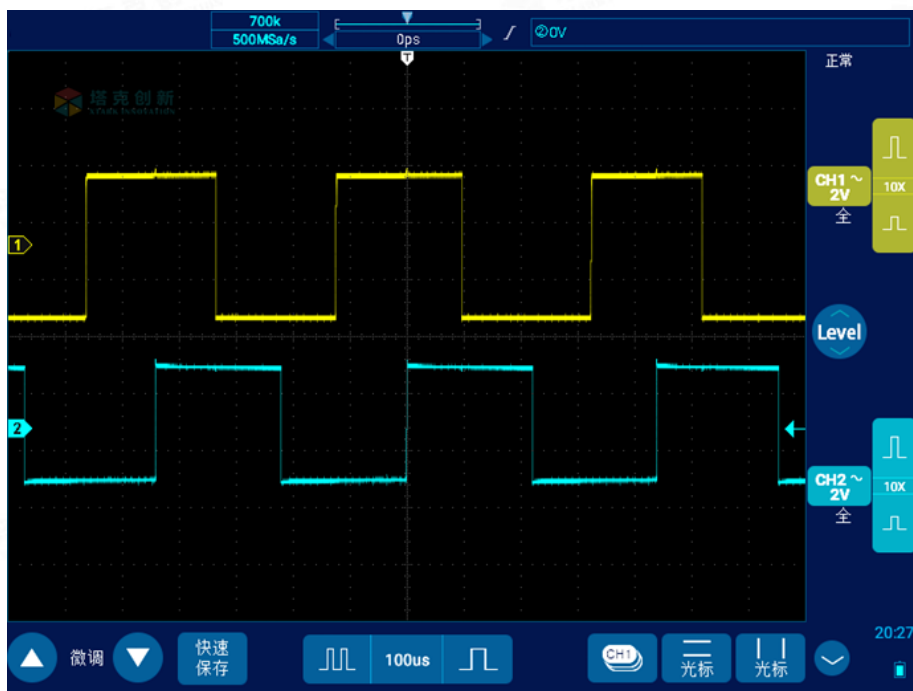 700k
500MSa/s
0ps
②0V
T
正常
塔克创新
CH1 ~
2V
全
10X
1
Level
2
CH2 ~
2V
全
10X
20:27
微调
快速
保存
100us
CH1
光标
光标